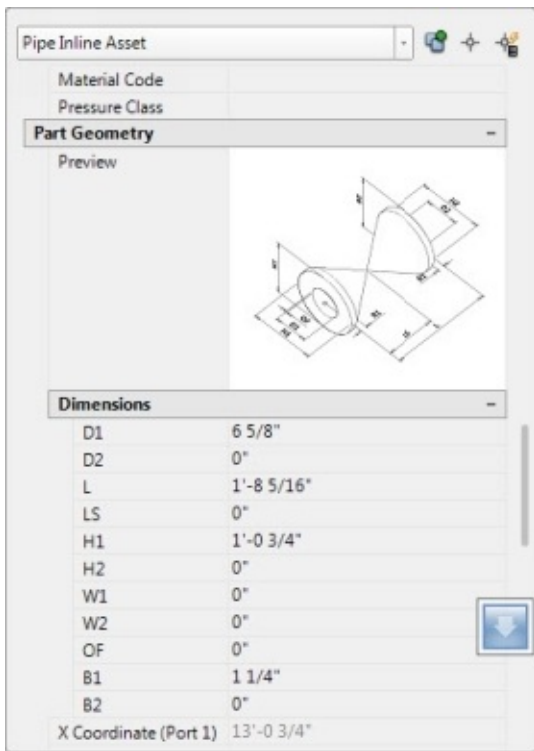 Pipe Inline Asset
Material Code
Pressure Class
Part Geometry
Preview
Dimensions
D1 6 5/8"
D2 0"
L 1'-8 5/16"
LS 0"
H1 1'-0 3/4"
H2 0"
W1 0"
W2 0"
OF 0"
B1 1 1/4"
B2 0"
X Coordinate (Port 1) 13'-0 3/4"